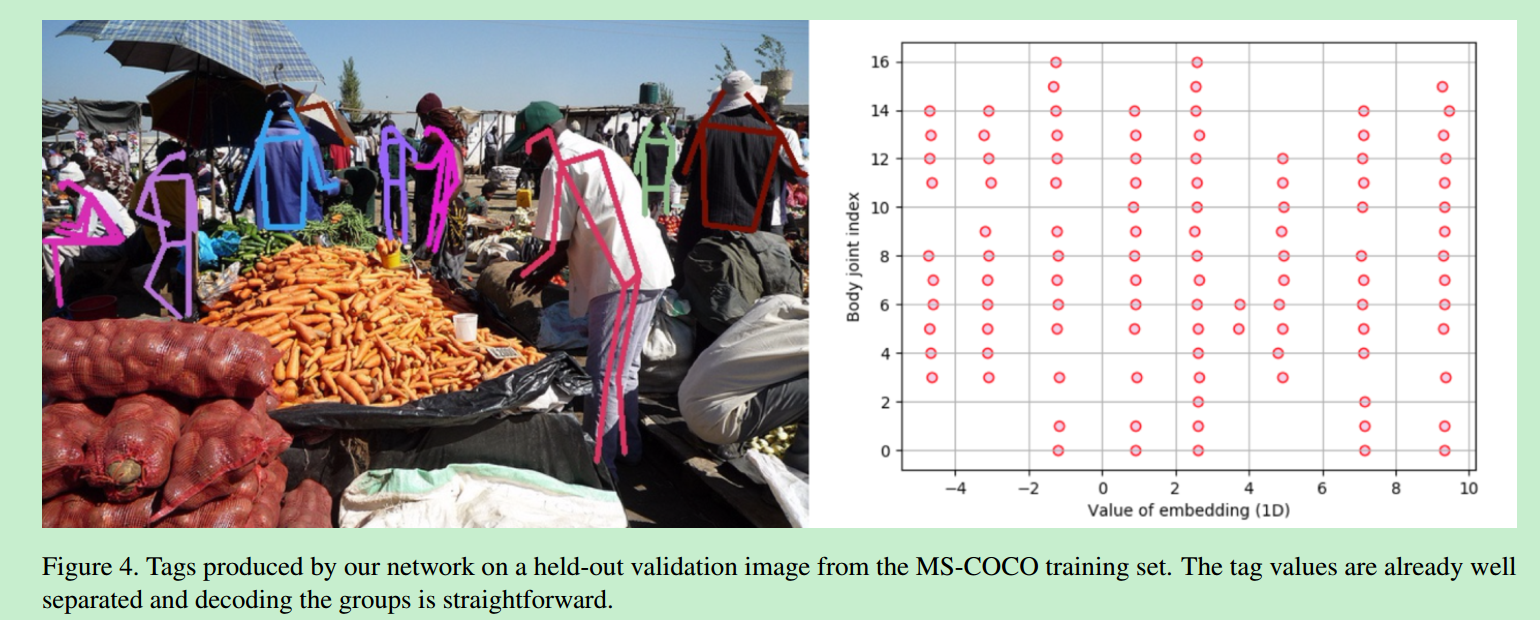 16
14
12
10
8
6
4
2
0
Body joint index
−4 −2 0 2 4 6 8 10
Value of embedding (1D)
Figure 4. Tags produced by our network on a held-out validation image from the MS-COCO training set. The tag values are already well
separated and decoding the groups is straightforward.